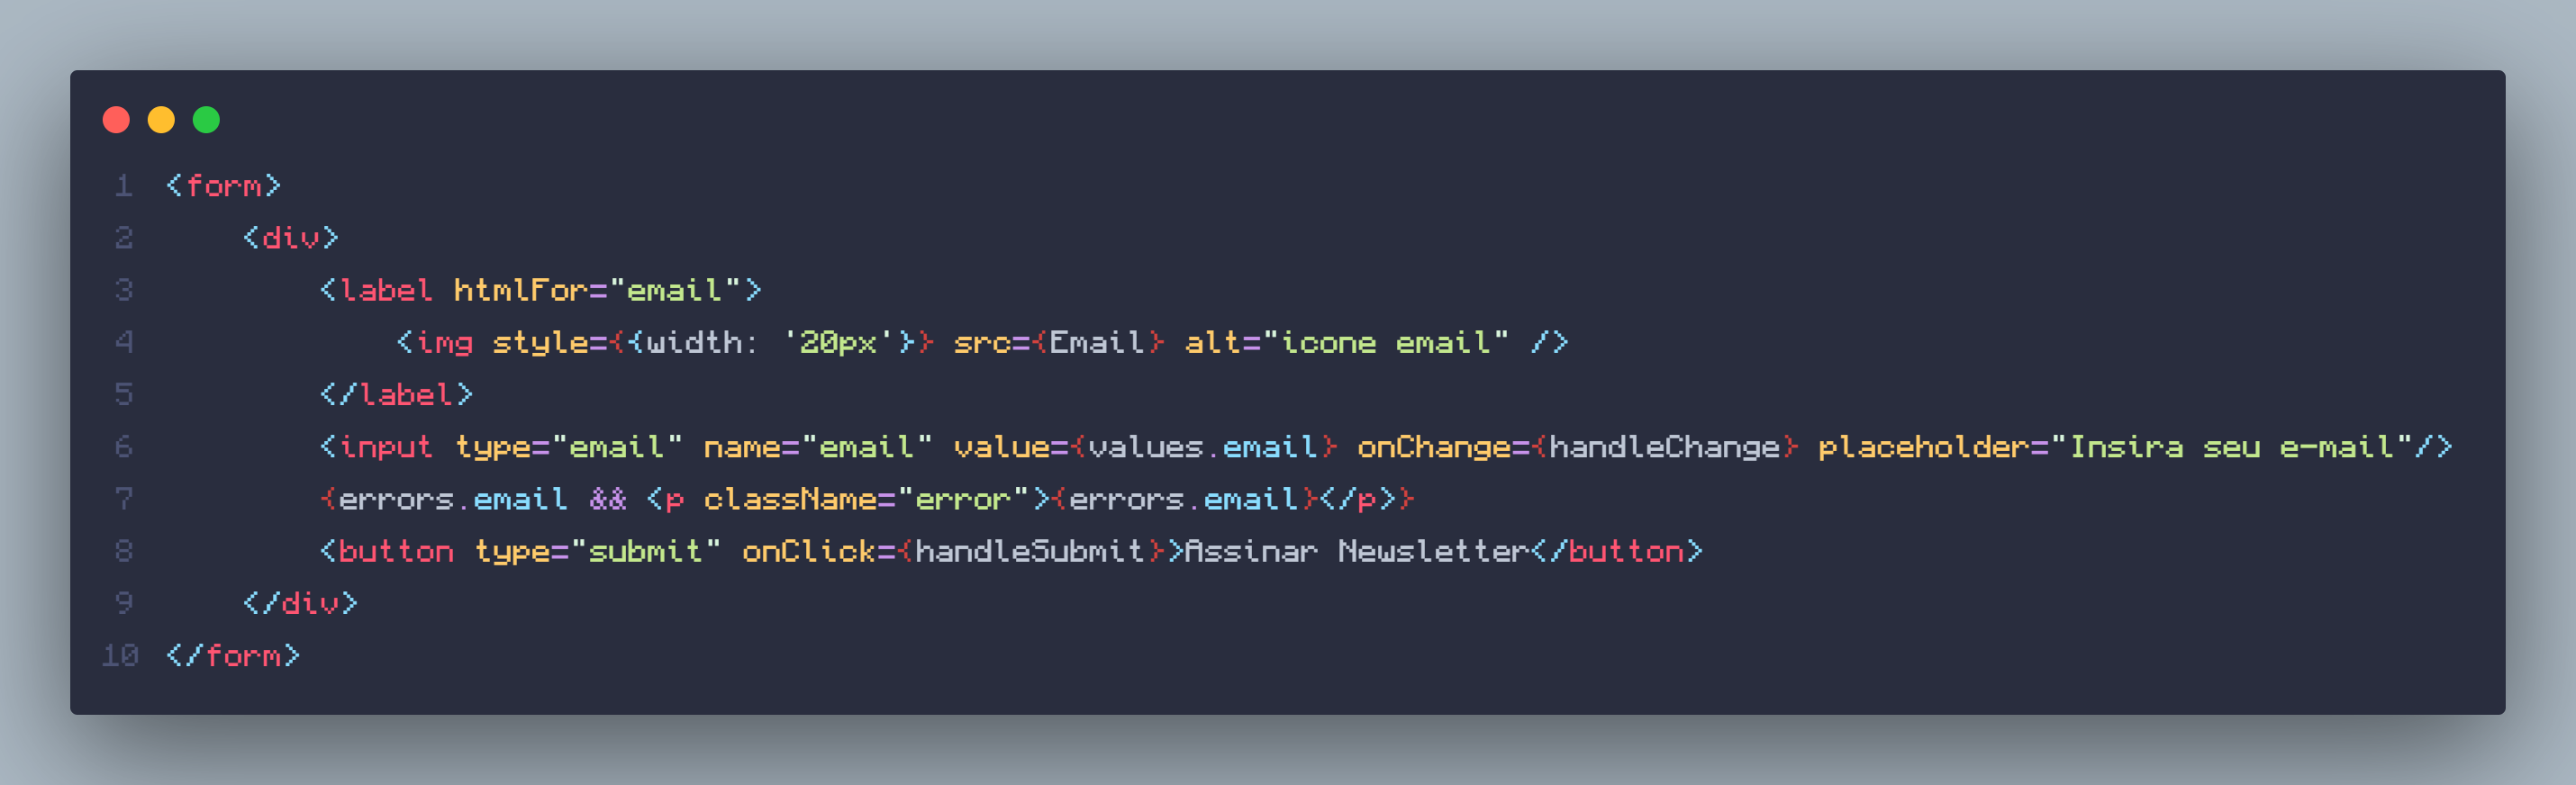 1 <form>
2     <div>
3         <label htmlFor="email">
4             <img style={{width: '20px'}} src={Email} alt="icone email" />
5         </label>
6         <input type="email" name="email" value={values.email} onChange={handleChange} placeholder="Insira seu e-mail"/>
7         {errors.email && <p className="error">{errors.email}</p>}
8         <button type="submit" onClick={handleSubmit}>Assinar Newsletter</button>
9     </div>
10 </form>